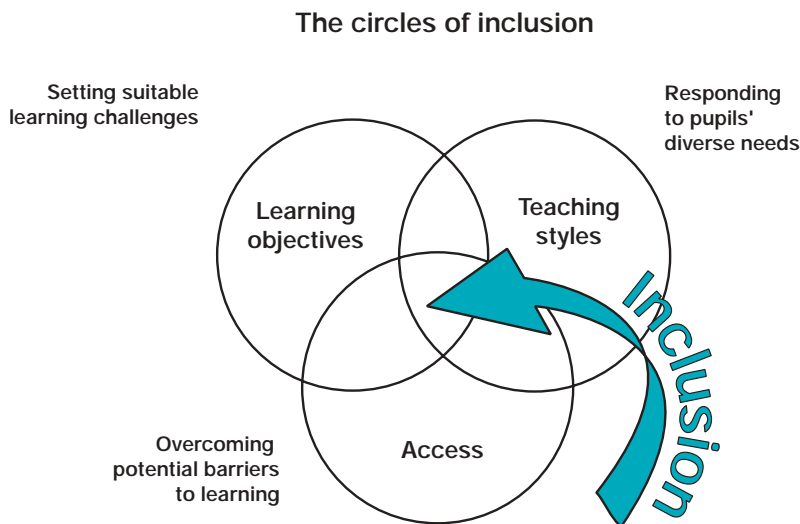 The circles of inclusion
Setting suitable
learning challenges
Responding
to pupils'
diverse needs
Learning
objectives
Teaching
styles
Inclusion
Access
Overcoming
potential barriers
to learning